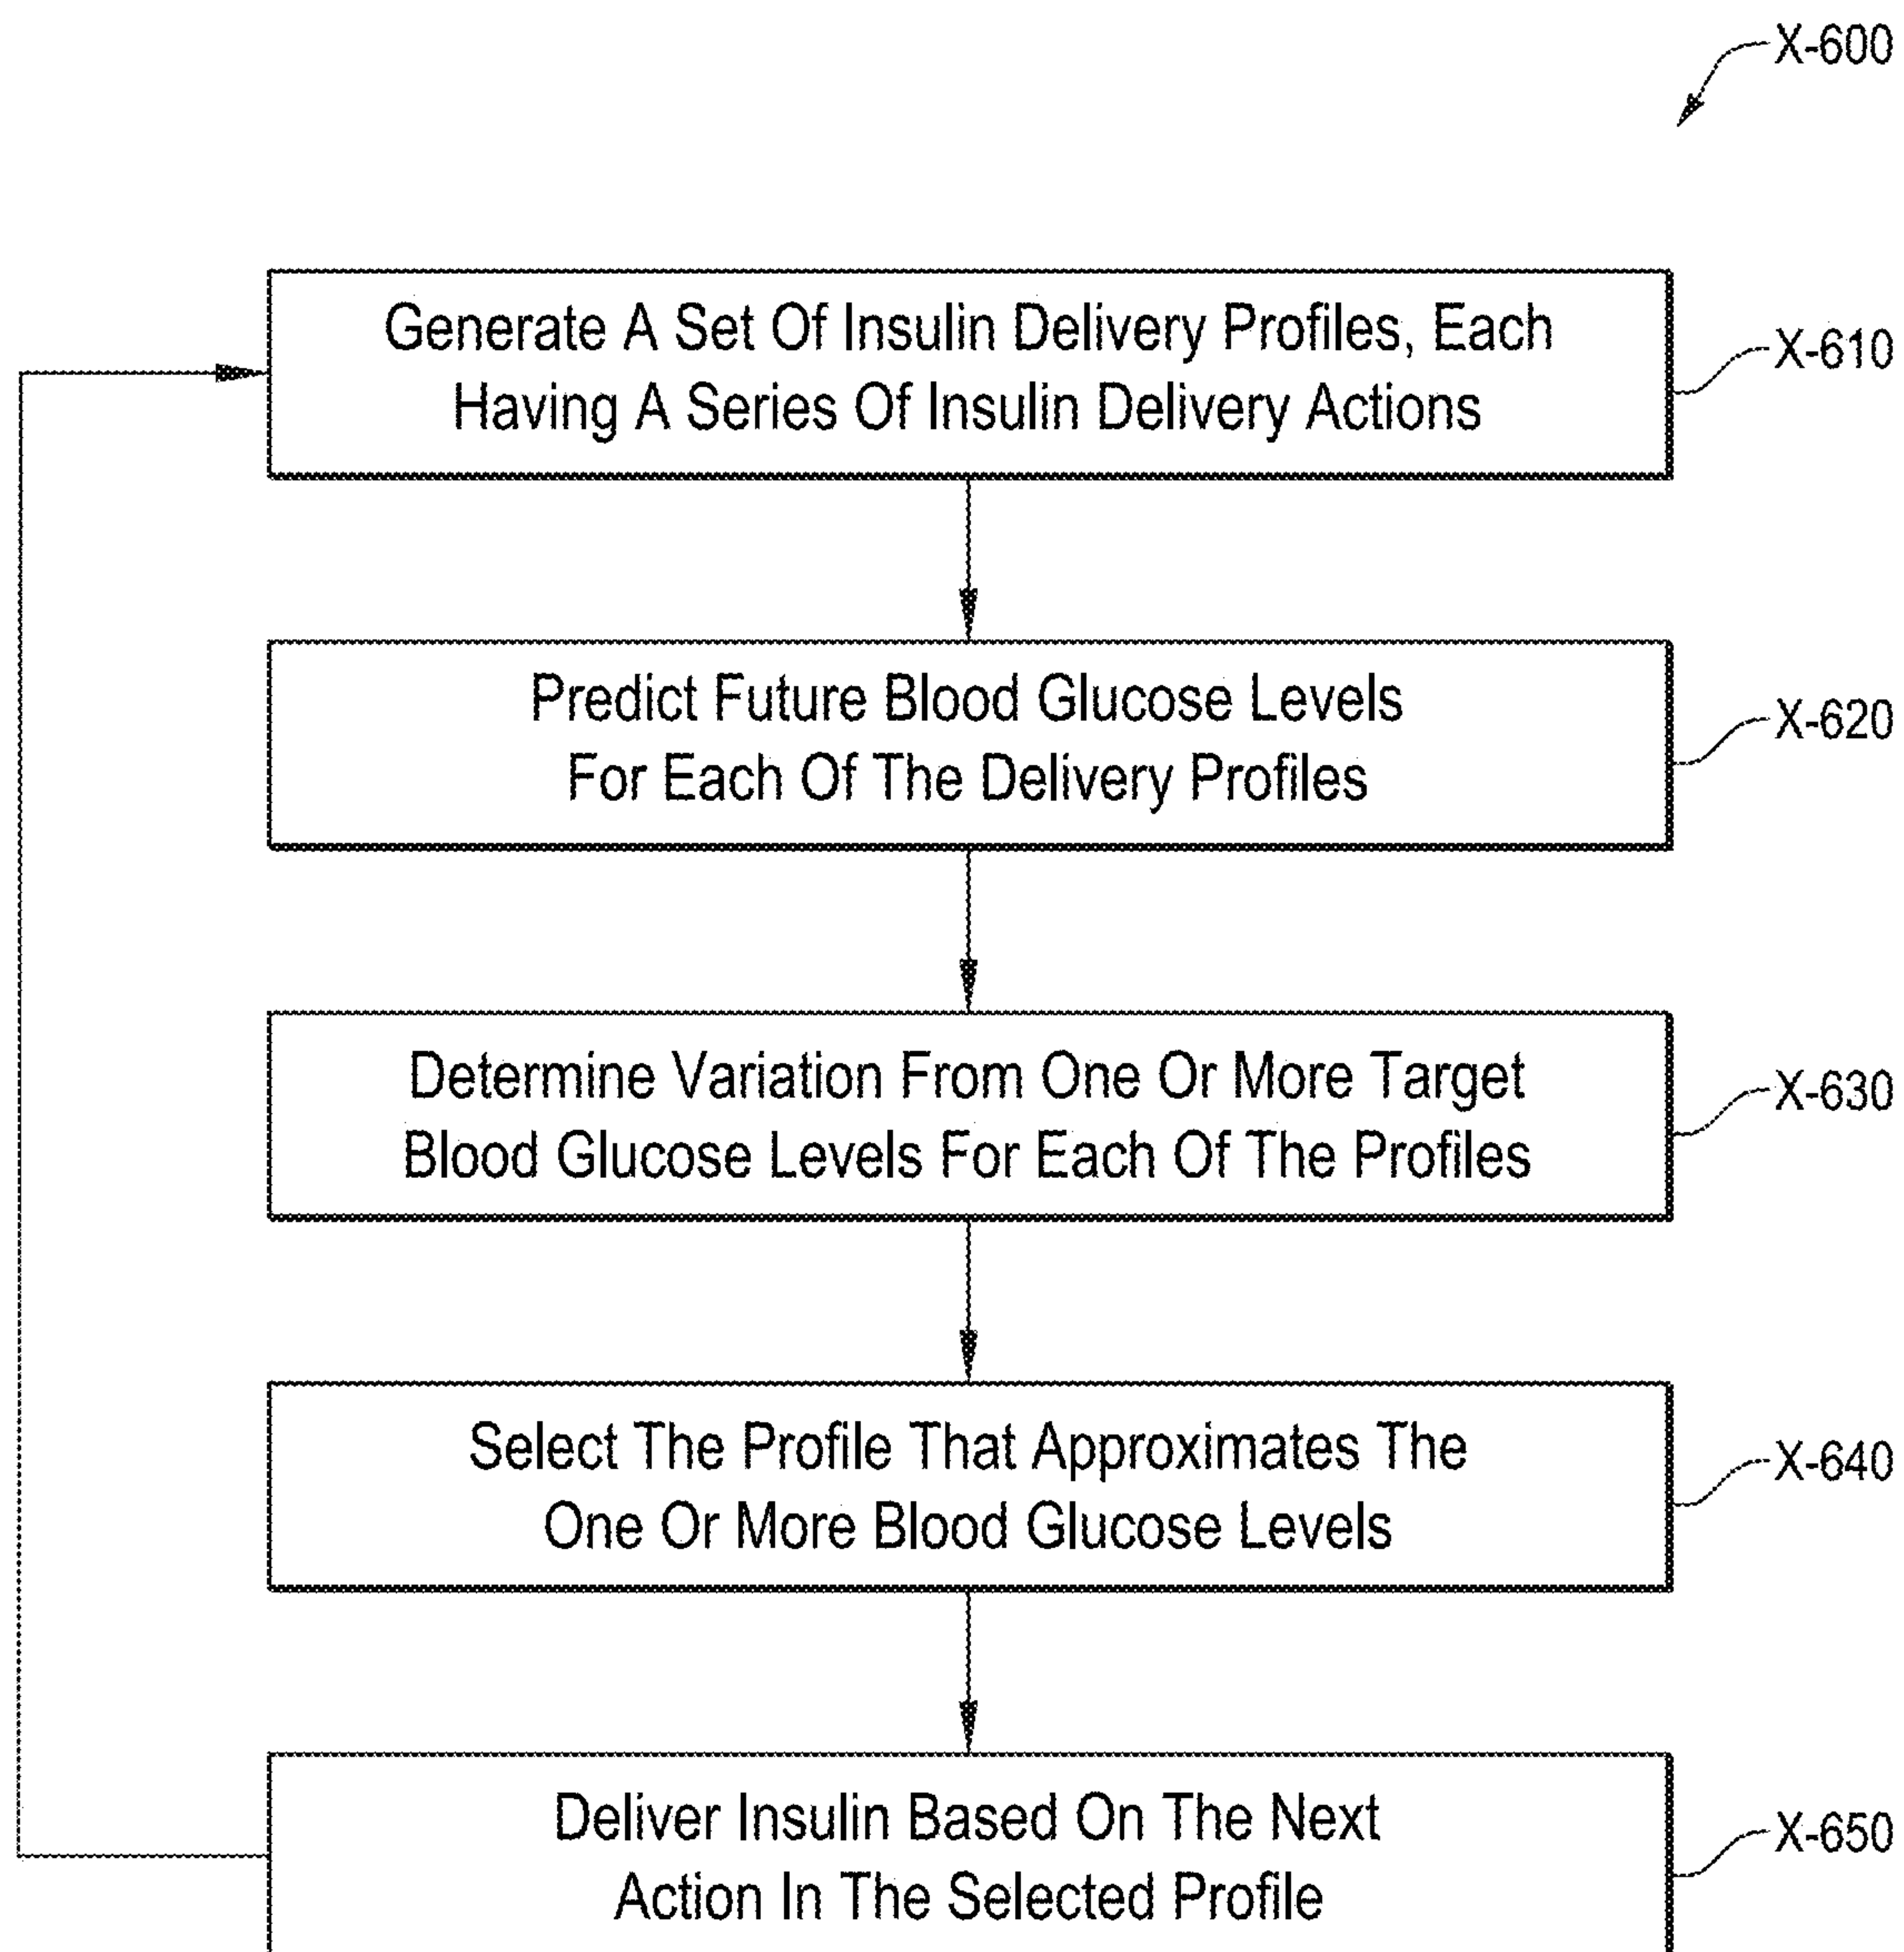 X-600
Generate A Set Of Insulin Delivery Profiles, Each
Having A Series Of Insulin Delivery Actions
X-610
Predict Future Blood Glucose Levels
For Each Of The Delivery Profiles
X-620
Determine Variation From One Or More Target
Blood Glucose Levels For Each Of The Profiles
X-630
Select The Profile That Approximates The
One Or More Blood Glucose Levels
X-640
Deliver Insulin Based On The Next
Action In The Selected Profile
X-650